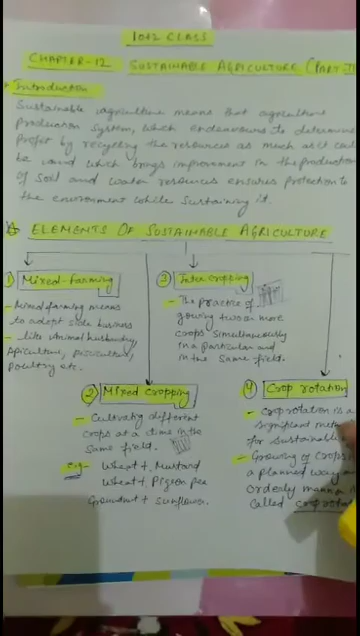 10+2 CLASS
CHAPTER-12 SUSTAINABLE AGRICULTURE (PART I)
Introduction
Sustainable agriculture means that agriculture
production system, which endeavours to determine
profit by recycling the resources as much as it could
be and which brings improvement in the production
of soil and water resources ensures protection to
the environment while sustaining it.
ELEMENTS OF SUSTAINABLE AGRICULTURE
① Mixed-farming
- Mixed farming means
to adopt side business
- like Animal husbandry,
Apiculture, pisciculture,
poultry etc.
③ Inter cropping
- The practice of
growing two or more
crops simultaneously
in a particular and
in the same field.
② Mixed cropping
- Cultivating different
crops at a time in the
same field.
e.g- Wheat + Mustard
Wheat + Pigeon pee
Groundnut + sunflower.
④ Crop rotation
- Crop rotation is a
significant
for sustainable
- Growing of crops
a planned way
orderly manner
called